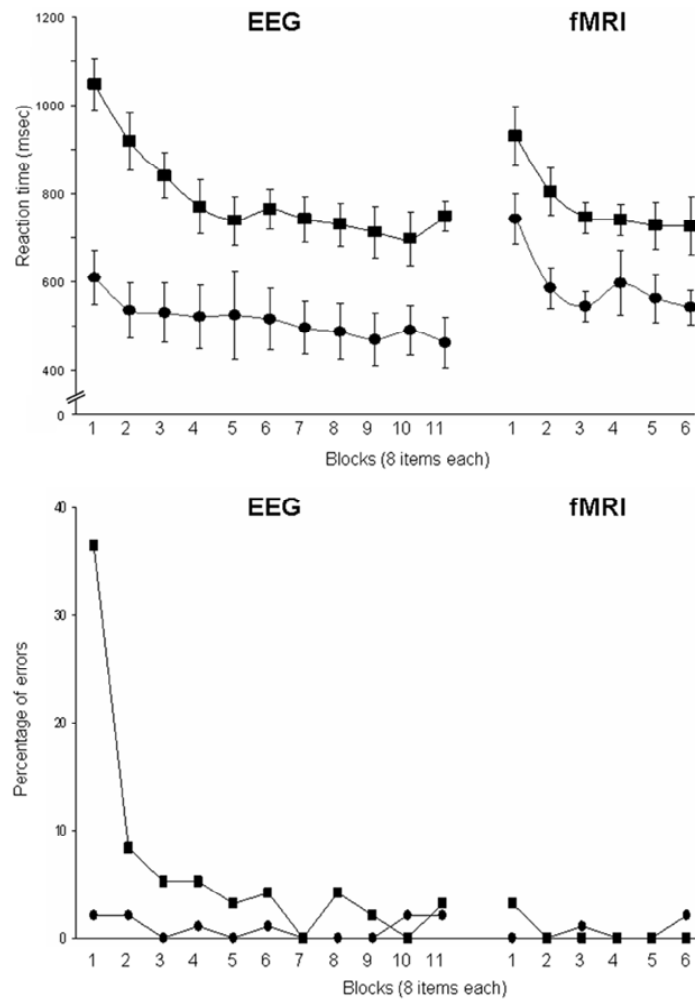 EEG fMRI
1200
1000
800
600
400
0
Reaction time (msec)
1 2 3 4 5 6 7 8 9 10 11 1 2 3 4 5 6
Blocks (8 items each)
EEG fMRI
40
30
20
10
0
Percentage of errors
1 2 3 4 5 6 7 8 9 10 11 1 2 3 4 5 6
Blocks (8 items each)